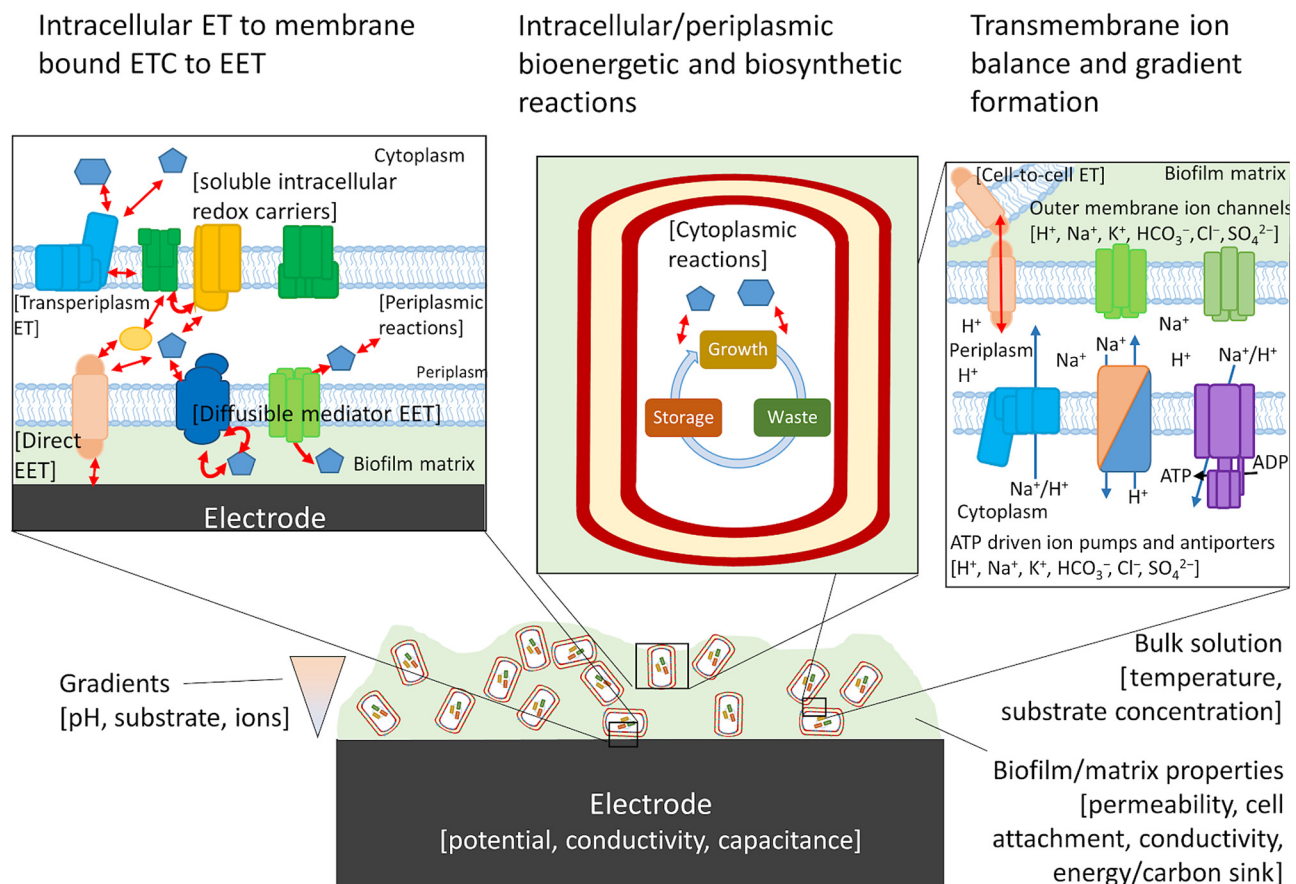 Intracellular ET to membrane
bound ETC to EET
Intracellular/periplasmic
bioenergetic and biosynthetic
reactions
Transmembrane ion
balance and gradient
formation
Cytoplasm
[soluble intracellular
redox carriers]
[Transperiplasm
ET]
[Periplasmic
reactions]
Periplasm
[Diffusible mediator EET]
[Direct
EET]
Biofilm matrix
Electrode
[Cytoplasmic
reactions]
Growth
Storage
Waste
[Cell-to-cell ET]
Biofilm matrix
Outer membrane ion channels
[H⁺, Na⁺, K⁺, HCO₃⁻, Cl⁻, SO₄²⁻]
H⁺
Na⁺
Periplasm
Na⁺
Na⁺
H⁺
Na⁺/H⁺
H⁺
ATP
ADP
Na⁺/H⁺
H⁺
Cytoplasm
ATP driven ion pumps and antiporters
[H⁺, Na⁺, K⁺, HCO₃⁻, Cl⁻, SO₄²⁻]
Gradients
[pH, substrate, ions]
Bulk solution
[temperature,
substrate concentration]
Biofilm/matrix properties
[permeability, cell
attachment, conductivity,
energy/carbon sink]
Electrode
[potential, conductivity, capacitance]